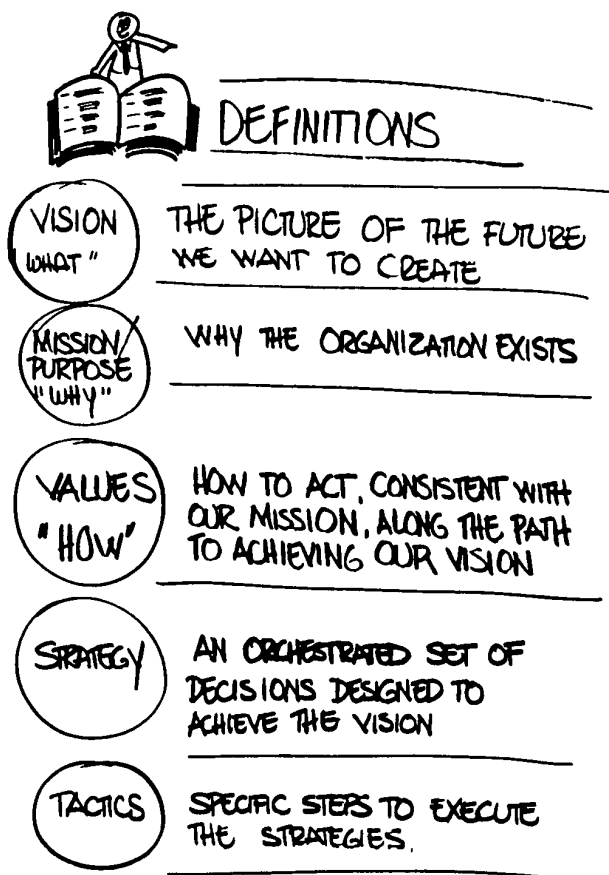 DEFINITIONS
VISION
WHAT "
THE PICTURE OF THE FUTURE
WE WANT TO CREATE
MISSION/
PURPOSE
"WHY"
WHY THE ORGANIZATION EXISTS
VALUES
"HOW"
HOW TO ACT, CONSISTENT WITH
OUR MISSION, ALONG THE PATH
TO ACHIEVING OUR VISION
STRATEGY
AN ORCHESTRATED SET OF
DECISIONS DESIGNED TO
ACHIEVE THE VISION
TACTICS
SPECIFIC STEPS TO EXECUTE
THE STRATEGIES.